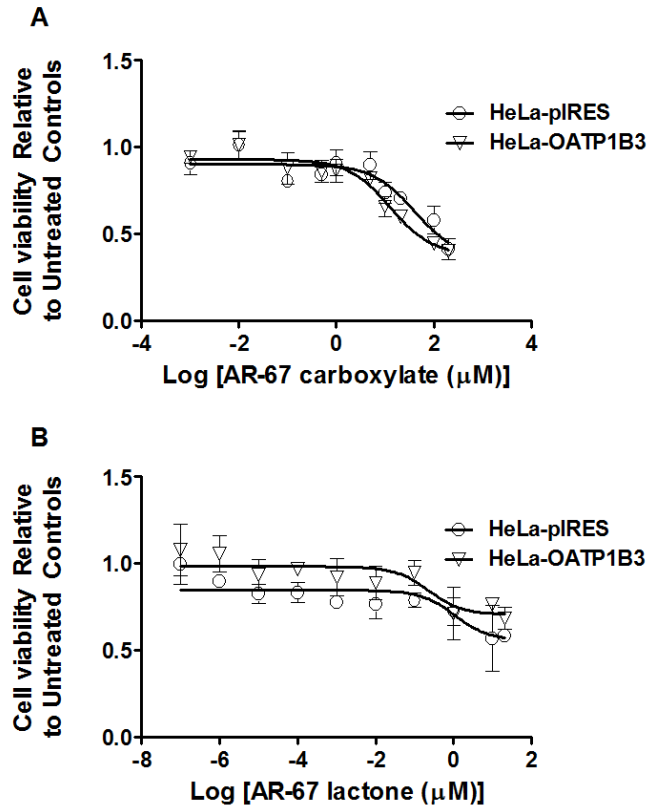 A
Cell viability Relative
to Untreated Controls
1.5
1.0
0.5
0.0
-4
-2
0
2
4
Log [AR-67 carboxylate (μM)]
HeLa-pIRES
HeLa-OATP1B3
B
Cell viability Relative
to Untreated Controls
1.5
1.0
0.5
0.0
-8
-6
-4
-2
0
2
Log [AR-67 lactone (μM)]
HeLa-pIRES
HeLa-OATP1B3